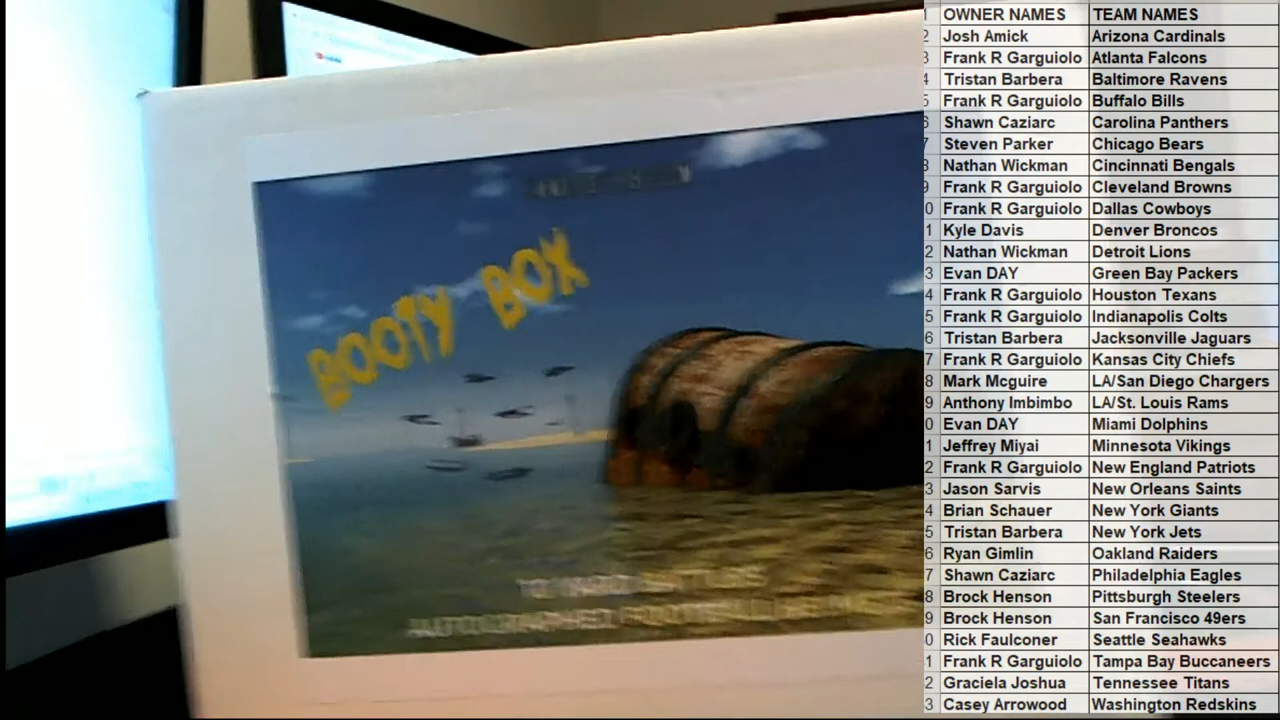 BOOTY BOX
1 OWNER NAMES TEAM NAMES
2 Josh Amick Arizona Cardinals
3 Frank R Garguiolo Atlanta Falcons
4 Tristan Barbera Baltimore Ravens
5 Frank R Garguiolo Buffalo Bills
6 Shawn Caziarc Carolina Panthers
7 Steven Parker Chicago Bears
8 Nathan Wickman Cincinnati Bengals
9 Frank R Garguiolo Cleveland Browns
0 Frank R Garguiolo Dallas Cowboys
1 Kyle Davis Denver Broncos
2 Nathan Wickman Detroit Lions
3 Evan DAY Green Bay Packers
4 Frank R Garguiolo Houston Texans
5 Frank R Garguiolo Indianapolis Colts
6 Tristan Barbera Jacksonville Jaguars
7 Frank R Garguiolo Kansas City Chiefs
8 Mark Mcguire LA/San Diego Chargers
9 Anthony Imbimbo LA/St. Louis Rams
0 Evan DAY Miami Dolphins
1 Jeffrey Miyai Minnesota Vikings
2 Frank R Garguiolo New England Patriots
3 Jason Sarvis New Orleans Saints
4 Brian Schauer New York Giants
5 Tristan Barbera New York Jets
6 Ryan Gimlin Oakland Raiders
7 Shawn Caziarc Philadelphia Eagles
8 Brock Henson Pittsburgh Steelers
9 Brock Henson San Francisco 49ers
0 Rick Faulconer Seattle Seahawks
1 Frank R Garguiolo Tampa Bay Buccaneers
2 Graciela Joshua Tennessee Titans
3 Casey Arrowood Washington Redskins